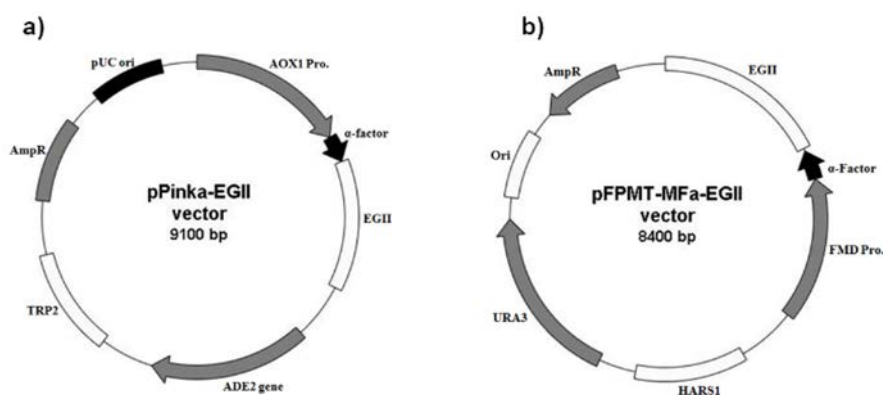 a)
pUC ori
AOX1 Pro.
α-factor
AmpR
pPinka-EGII
vector
9100 bp
EGII
TRP2
ADE2 gene
b)
EGII
AmpR
Ori
α-Factor
pFPMT-MFa-EGII
vector
8400 bp
FMD Pro.
URA3
HARS1